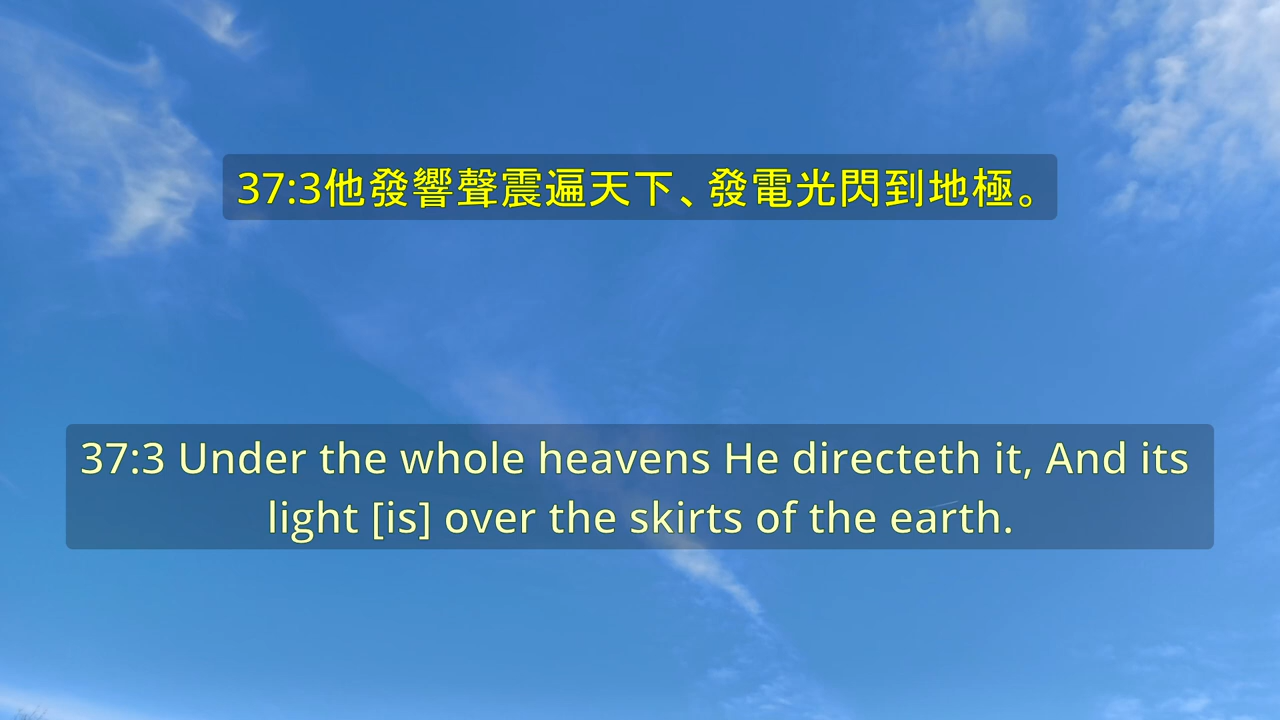 37:3他發響聲震遍天下、發電光閃到地極。
37:3 Under the whole heavens He directeth it, And its
light [is] over the skirts of the earth.